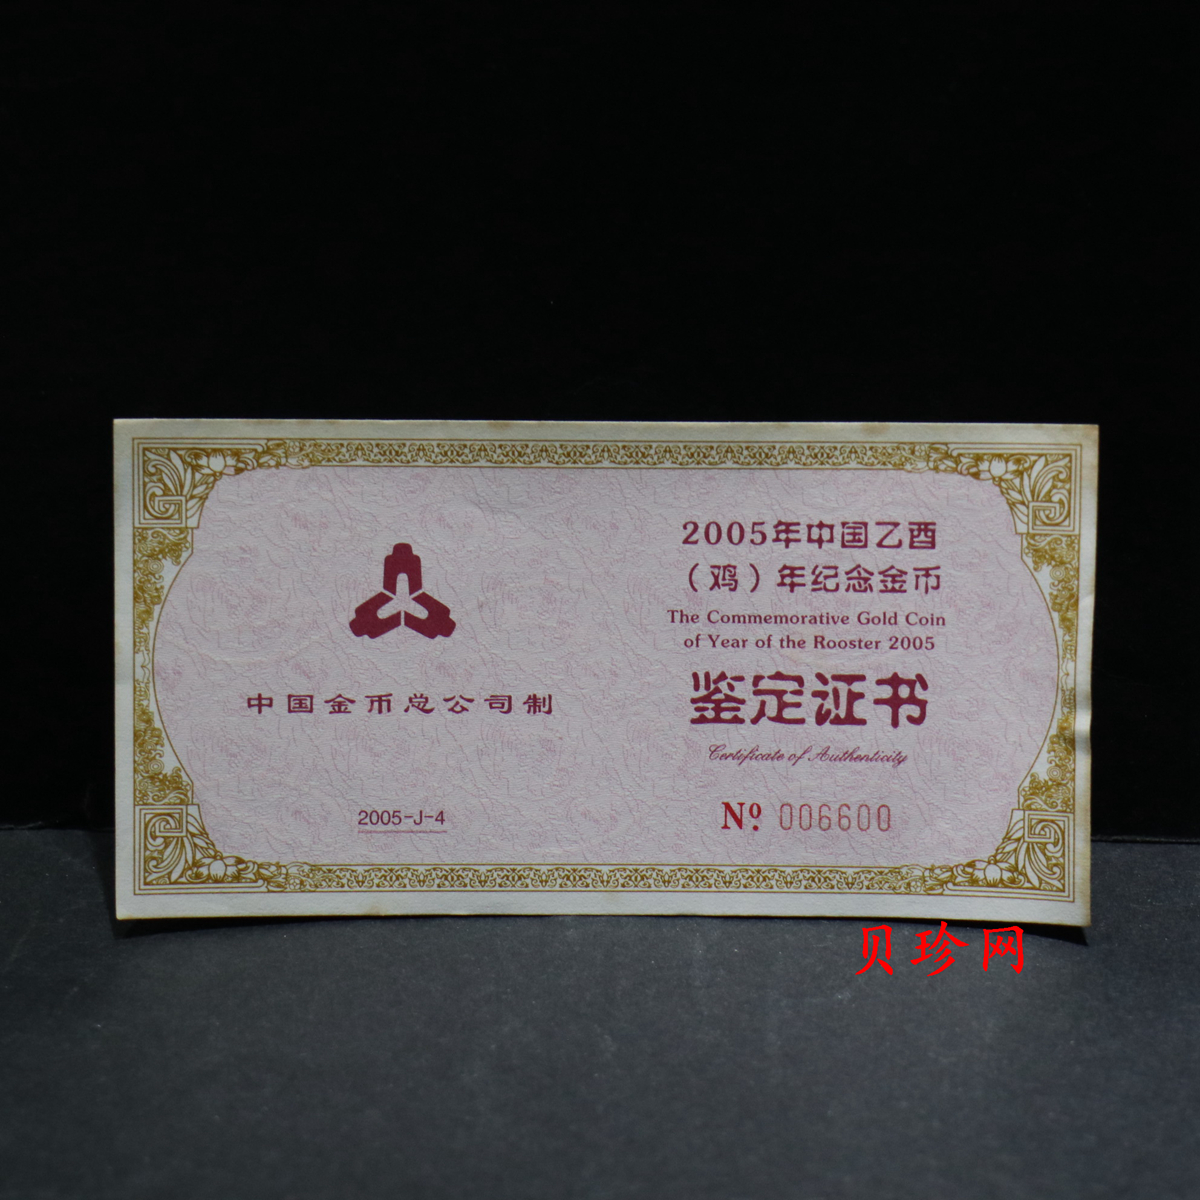 中国金币总公司制
2005-J-4
2005年中国乙酉
（鸡）年纪念金币
The Commemorative Gold Coin
of Year of the Rooster 2005
鉴定证书
Certificate of Authenticity
Nº 006600
贝珍网